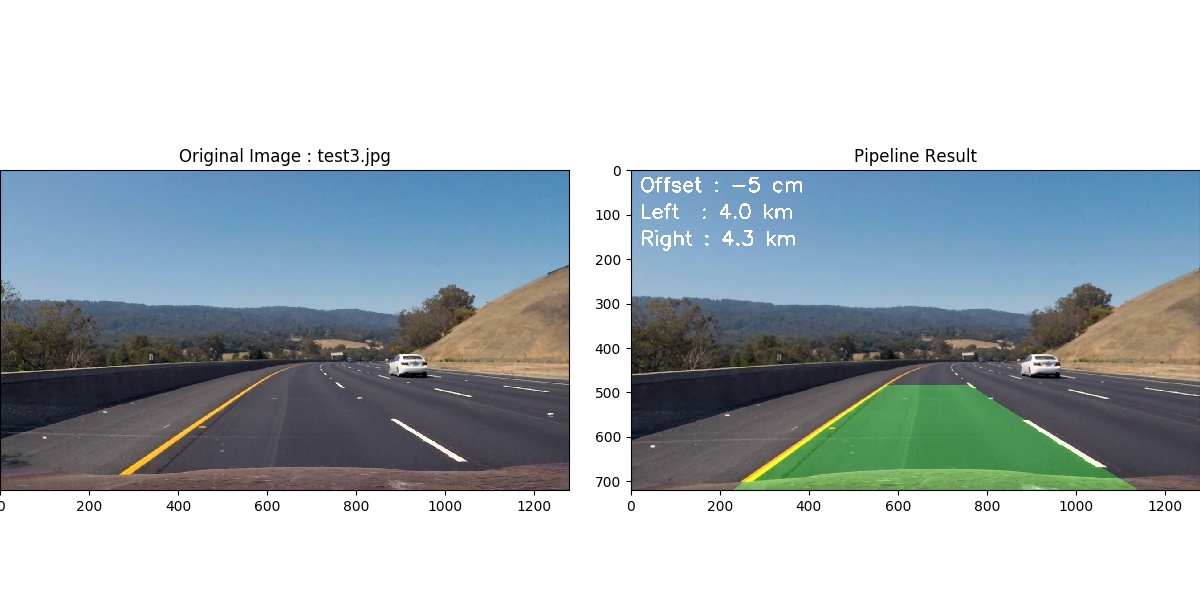 Original Image : test3.jpg
Pipeline Result
Offset : −5 cm
Left : 4.0 km
Right : 4.3 km
0
100
200
300
400
500
600
700
0 200 400 600 800 1000 1200
0 200 400 600 800 1000 1200